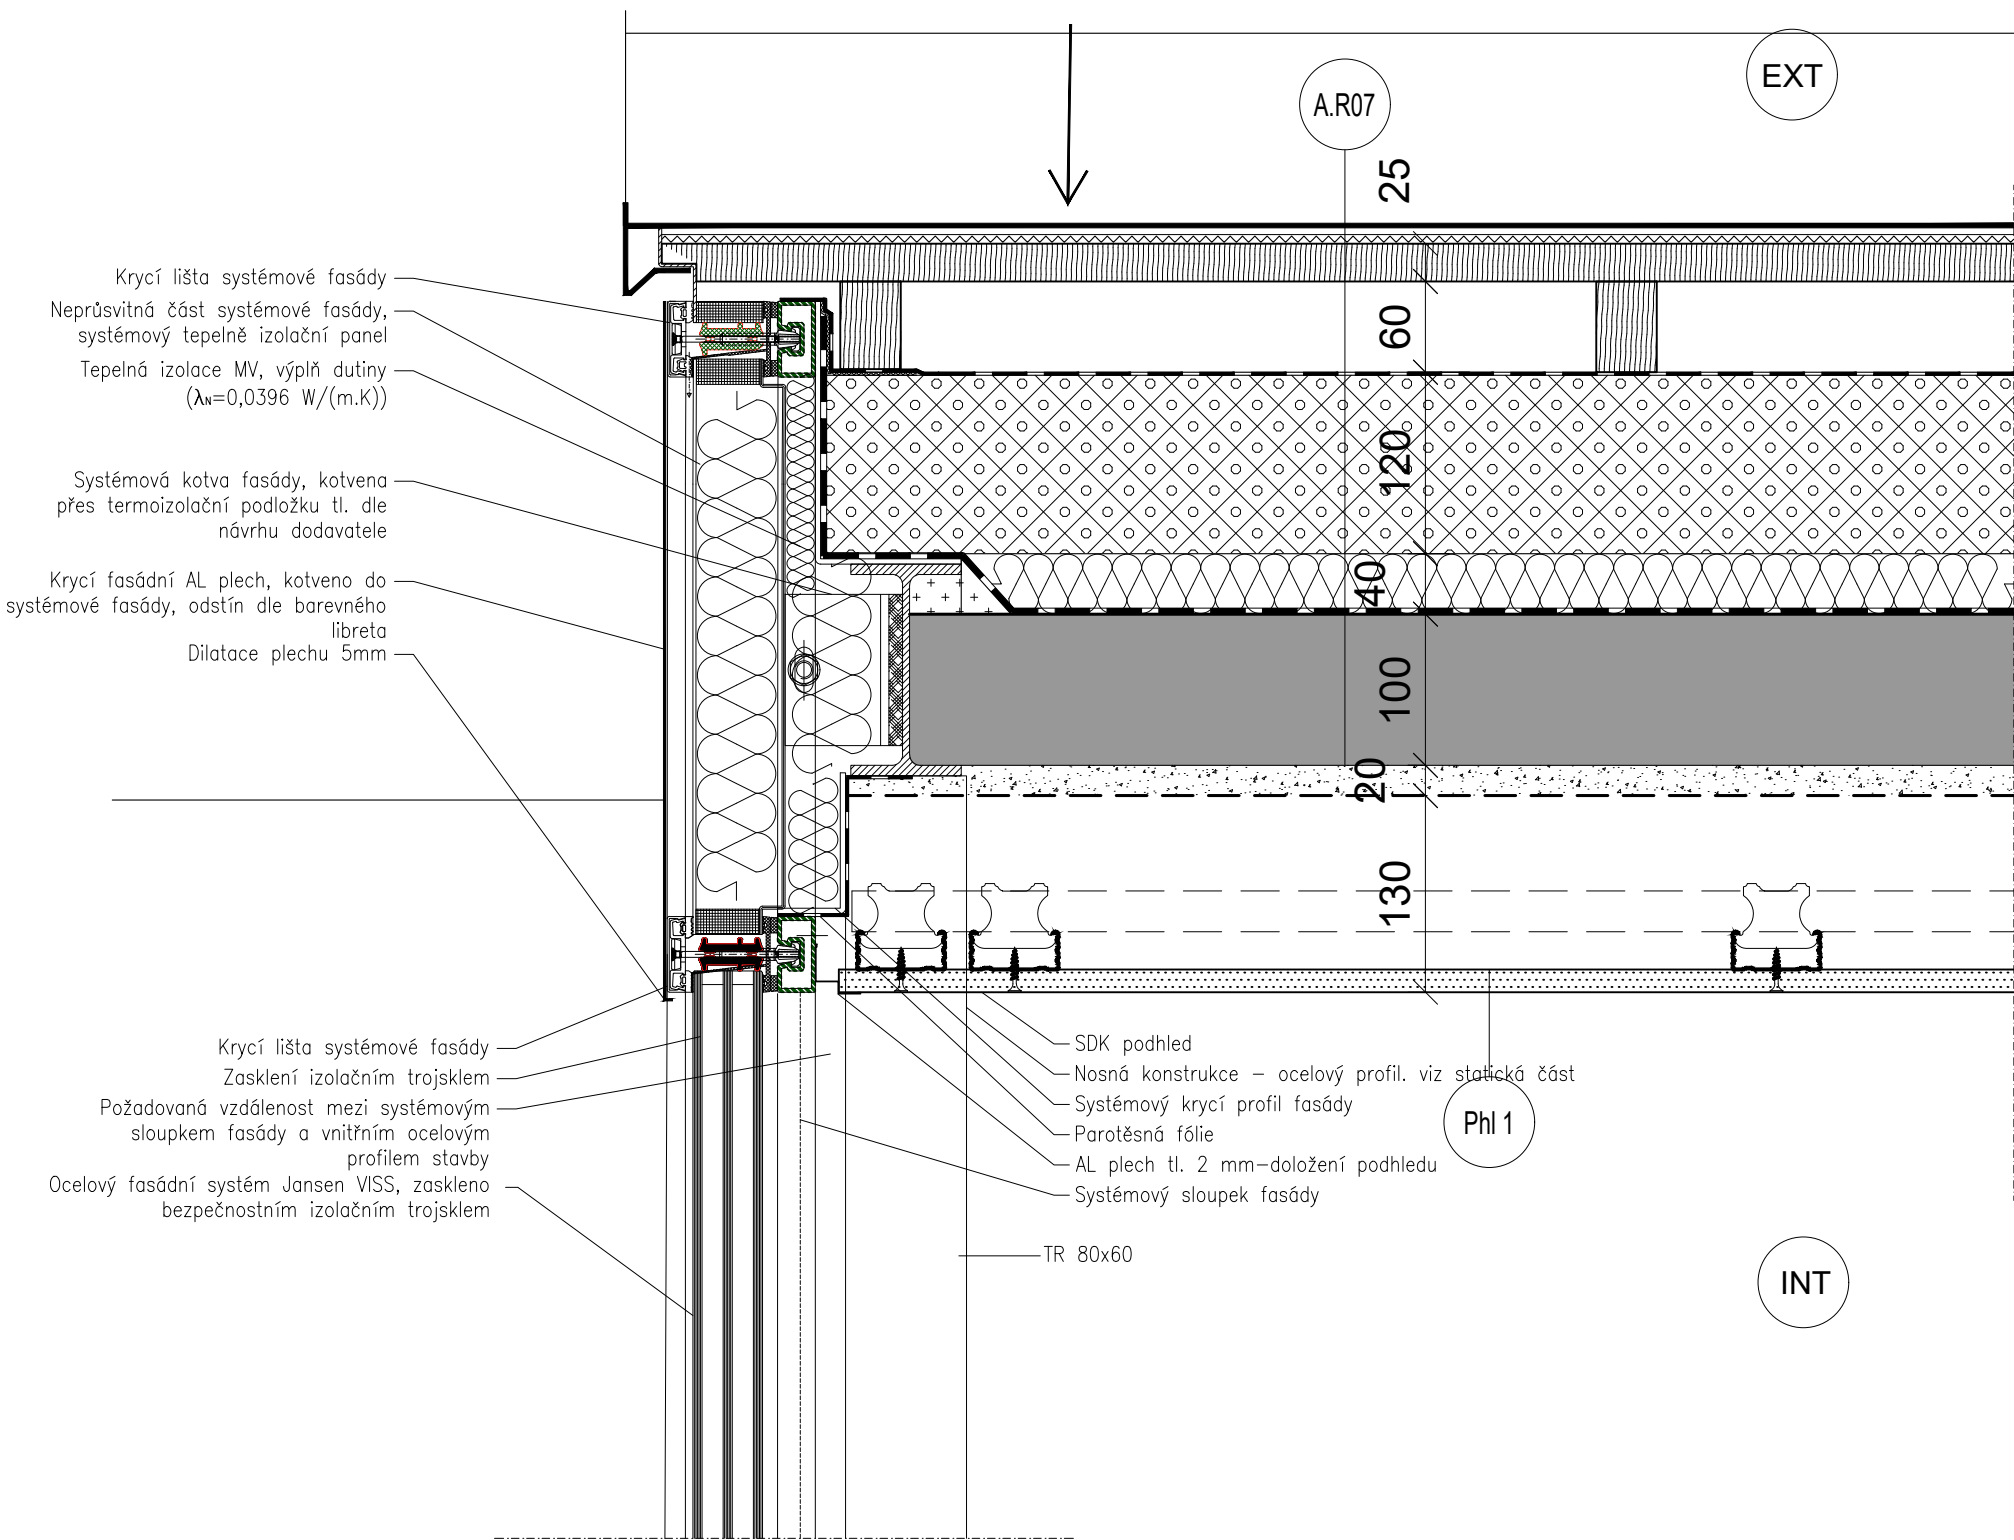 EXT
A.R07
25
60
120
40
100
20
130
Krycí lišta systémové fasády
Neprůsvitná část systémové fasády,
systémový tepelně izolační panel
Tepelná izolace MV, výplň dutiny
(λN=0,0396 W/(m.K))
Systémová kotva fasády, kotvena
přes termoizolační podložku tl. dle
návrhu dodavatele
Krycí fasádní AL plech, kotveno do
systémové fasády, odstín dle barevného
libreta
Dilatace plechu 5mm
Krycí lišta systémové fasády
Zasklení izolačním trojsklem
Požadovaná vzdálenost mezi systémovým
sloupkem fasády a vnitřním ocelovým
profilem stavby
Ocelový fasádní systém Jansen VISS, zaskleno
bezpečnostním izolačním trojsklem
SDK podhled
Nosná konstrukce – ocelový profil. viz statická část
Systémový krycí profil fasády
Parotěsná fólie
AL plech tl. 2 mm–doložení podhledu
Systémový sloupek fasády
Phl 1
TR 80x60
INT